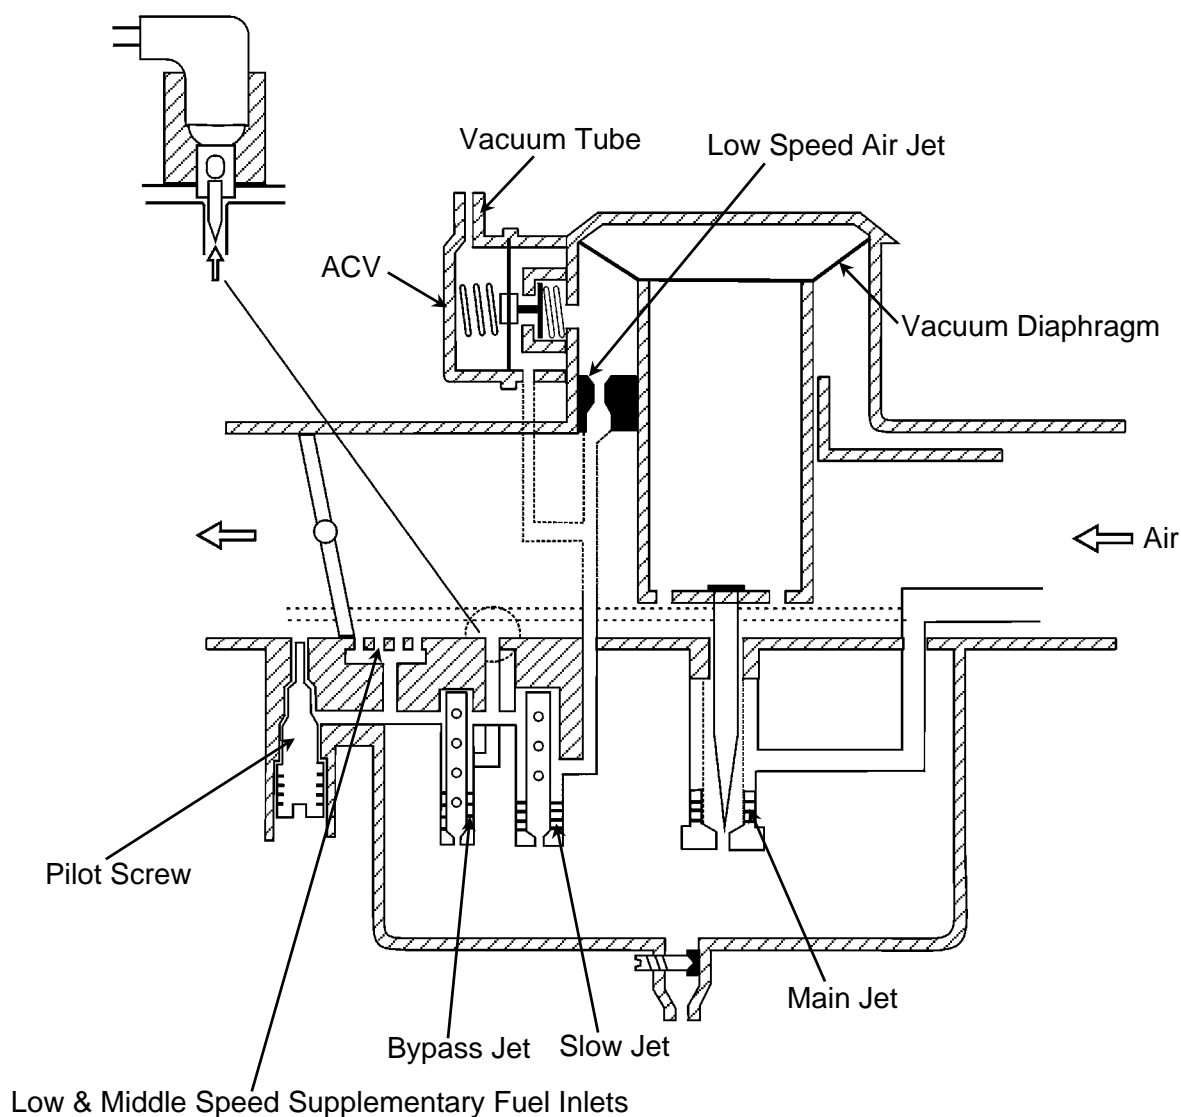 Vacuum Tube
Low Speed Air Jet
ACV
Vacuum Diaphragm
Air
Pilot Screw
Main Jet
Bypass Jet
Slow Jet
Low & Middle Speed Supplementary Fuel Inlets